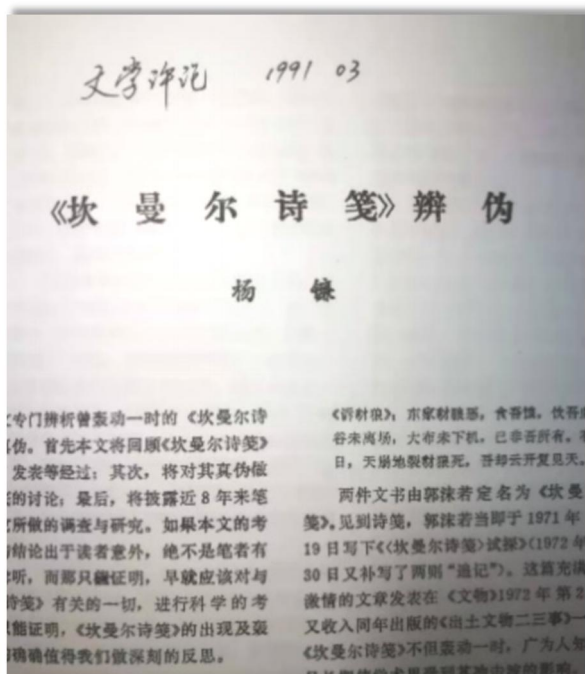 文学评论 1991 03
《坎曼尔诗笺》辨伪
杨 镰
专门辨析曾轰动一时的《坎曼尔诗
伪。首先本文将回顾《坎曼尔诗笺》
发表等经过；其次，将对其真伪做
的讨论；最后，将披露近8年来笔
所做的调查与研究。如果本文的考
结论出于读者意外，绝不是笔者有
听，而那只能证明，早就应该对与
诗笺》有关的一切，进行科学的考
能证明，《坎曼尔诗笺》的出现及轰
确确值得我们做深刻的反思。
《诉豺狼》；东家豺狼恶，食吾馕，饮吾
谷未离场，大布未下机，已非吾所有。
日，天崩地裂豺狼死，吾却云开复见天。
两件文书由郭沫若定名为《坎曼
笺》。见到诗笺，郭沫若当即于1971年
19日写下《〈坎曼尔诗笺〉试探》(1972年
30日又补写了两则“追记”)。这篇充满
激情的文章发表在《文物》1972年第2
又收入同年出版的《出土文物二三事》一
《坎曼尔诗笺》不但轰动一时，广为人知